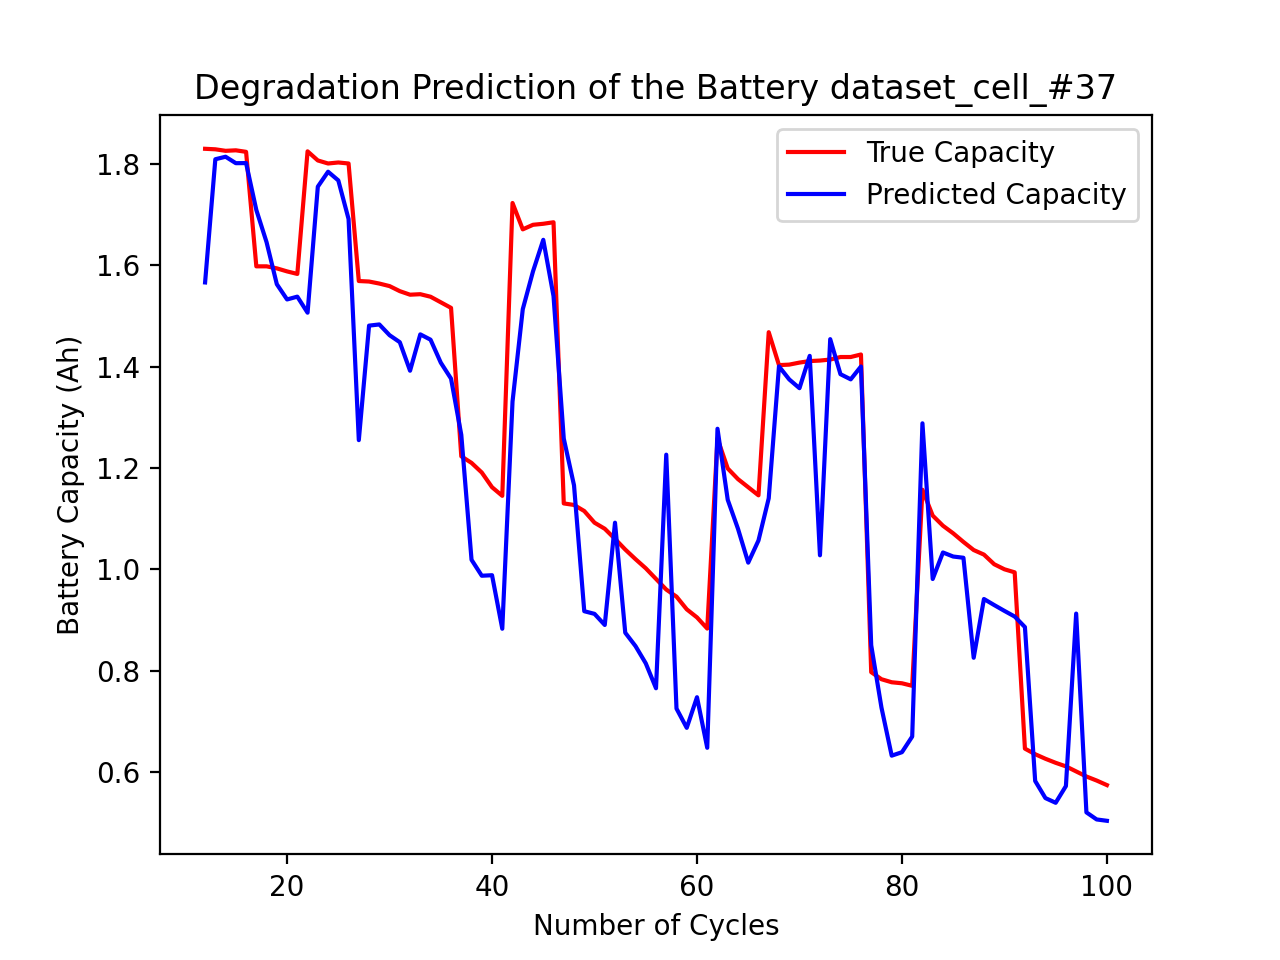 Degradation Prediction of the Battery dataset_cell_#37
True Capacity
Predicted Capacity
Battery Capacity (Ah)
1.8
1.6
1.4
1.2
1.0
0.8
0.6
20 40 60 80 100
Number of Cycles